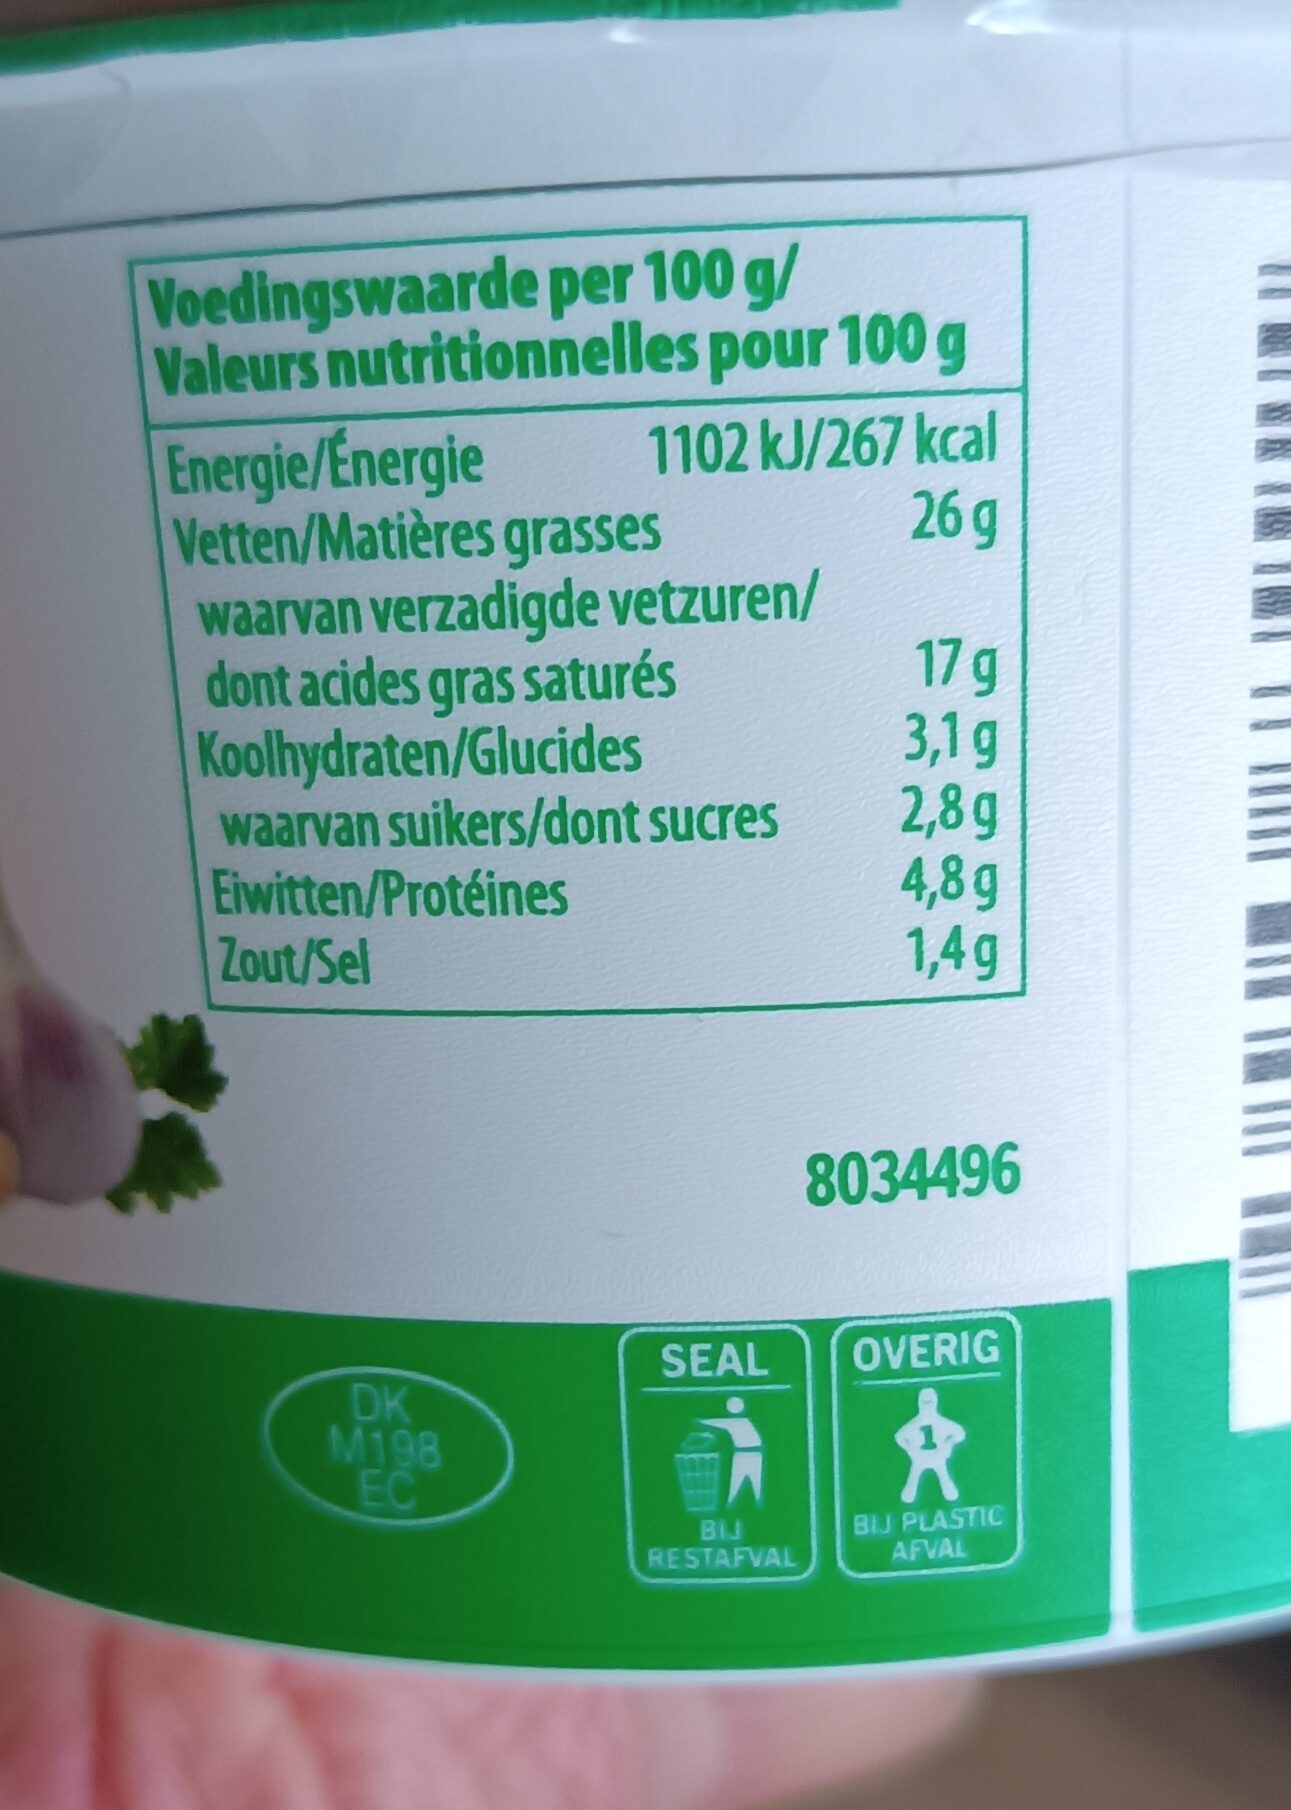 Voedingswaarde per 100 g/
Valeurs nutritionnelles pour 100 g
Energie/Énergie 1102 kJ/267 kcal
Vetten/Matières grasses 26 g
waarvan verzadigde vetzuren/
dont acides gras saturés 17 g
Koolhydraten/Glucides 3,1 g
waarvan suikers/dont sucres 2,8 g
Eiwitten/Protéines 4,8 g
Zout/Sel 1,4 g
8034496
DK
M198
EC
SEAL
BIJ
RESTAFVAL
OVERIG
1
BIJ PLASTIC
AFVAL